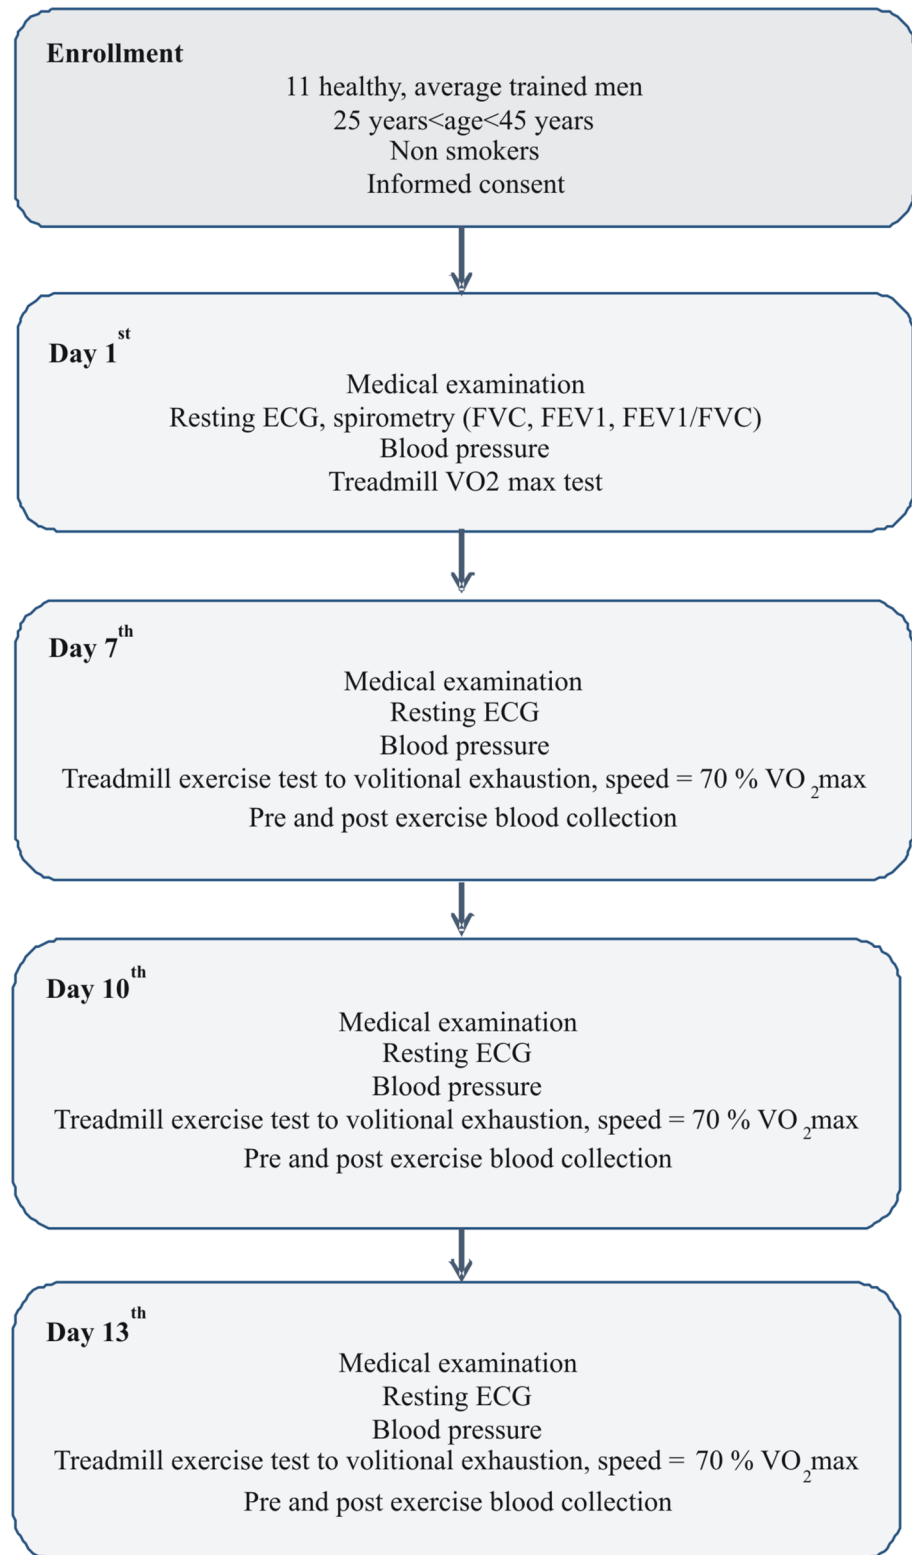 Enrollment
11 healthy, average trained men
25 years<age<45 years
Non smokers
Informed consent
Day 1st
Medical examination
Resting ECG, spirometry (FVC, FEV1, FEV1/FVC)
Blood pressure
Treadmill VO2 max test
Day 7th
Medical examination
Resting ECG
Blood pressure
Treadmill exercise test to volitional exhaustion, speed = 70 % VO2max
Pre and post exercise blood collection
Day 10th
Medical examination
Resting ECG
Blood pressure
Treadmill exercise test to volitional exhaustion, speed = 70 % VO2max
Pre and post exercise blood collection
Day 13th
Medical examination
Resting ECG
Blood pressure
Treadmill exercise test to volitional exhaustion, speed = 70 % VO2max
Pre and post exercise blood collection